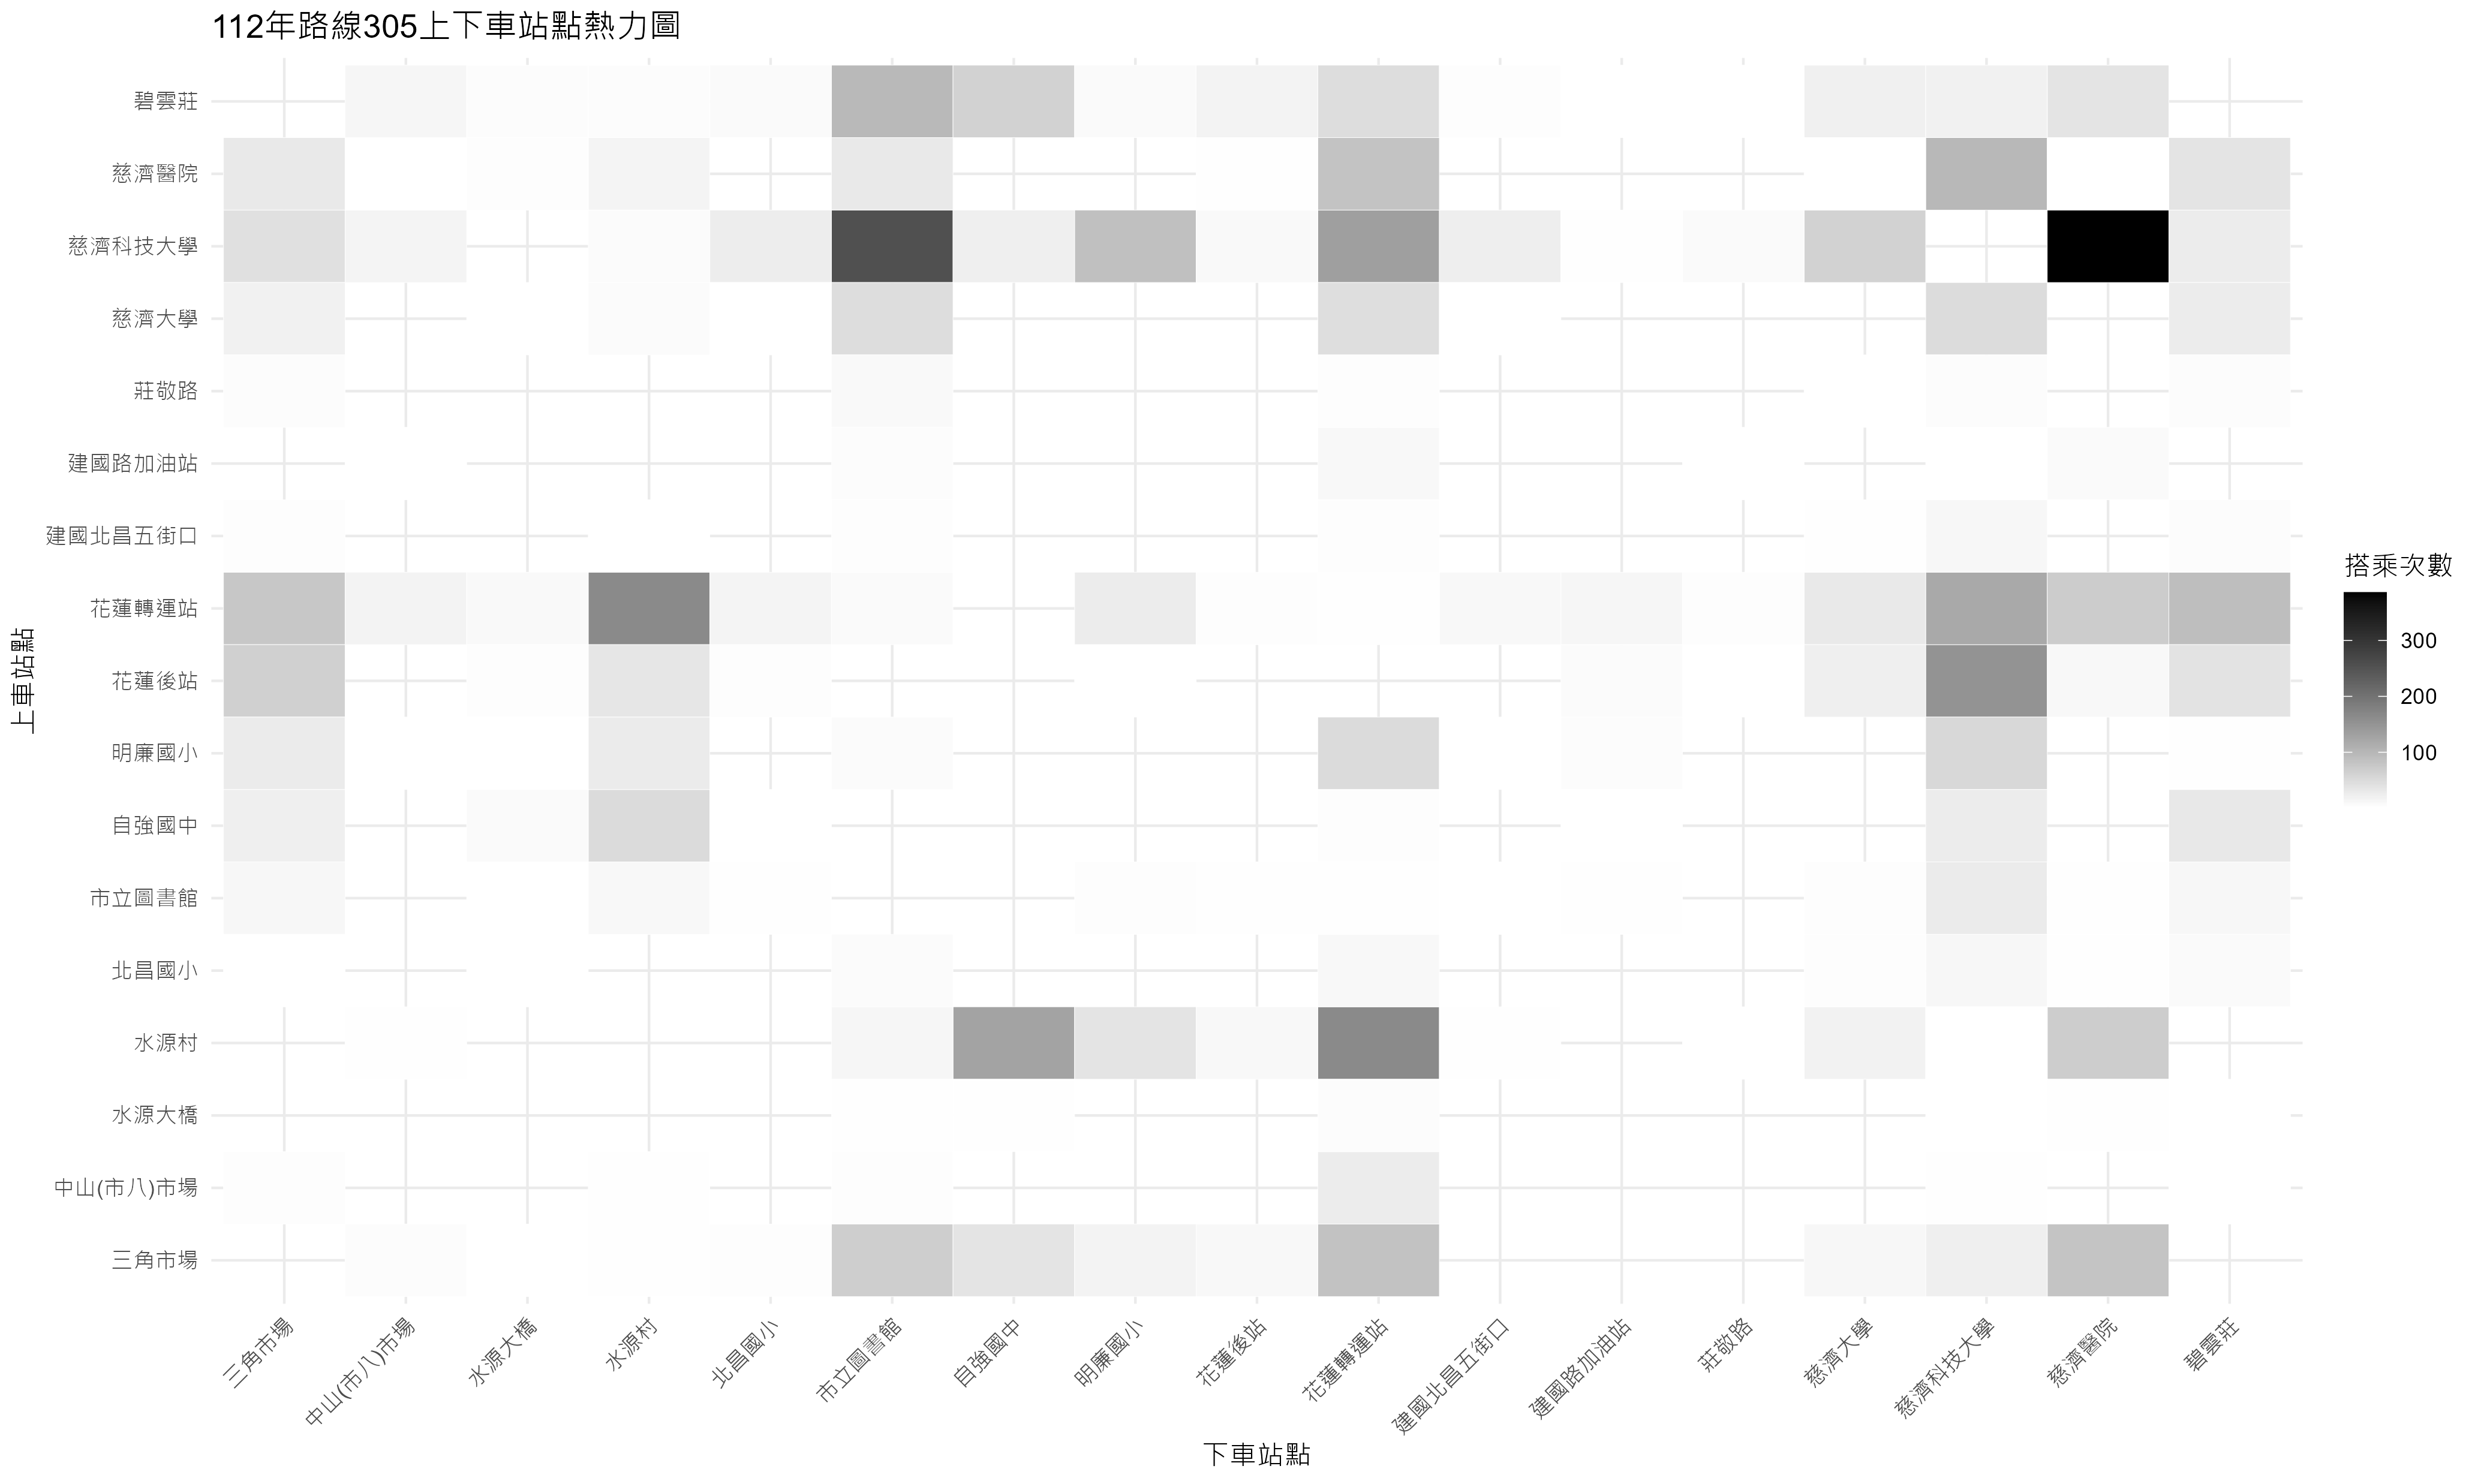 112年路線305上下車站點熱力圖
上車站點
碧雲莊
慈濟醫院
慈濟科技大學
慈濟大學
莊敬路
建國路加油站
建國北昌五街口
花蓮轉運站
花蓮後站
明廉國小
自強國中
市立圖書館
北昌國小
水源村
水源大橋
中山(市八)市場
三角市場
三角市場
中山(市八)市場
水源大橋
水源村
北昌國小
市立圖書館
自強國中
明廉國小
花蓮後站
花蓮轉運站
建國北昌五街口
建國路加油站
莊敬路
慈濟大學
慈濟科技大學
慈濟醫院
碧雲莊
下車站點
搭乘次數
300
200
100